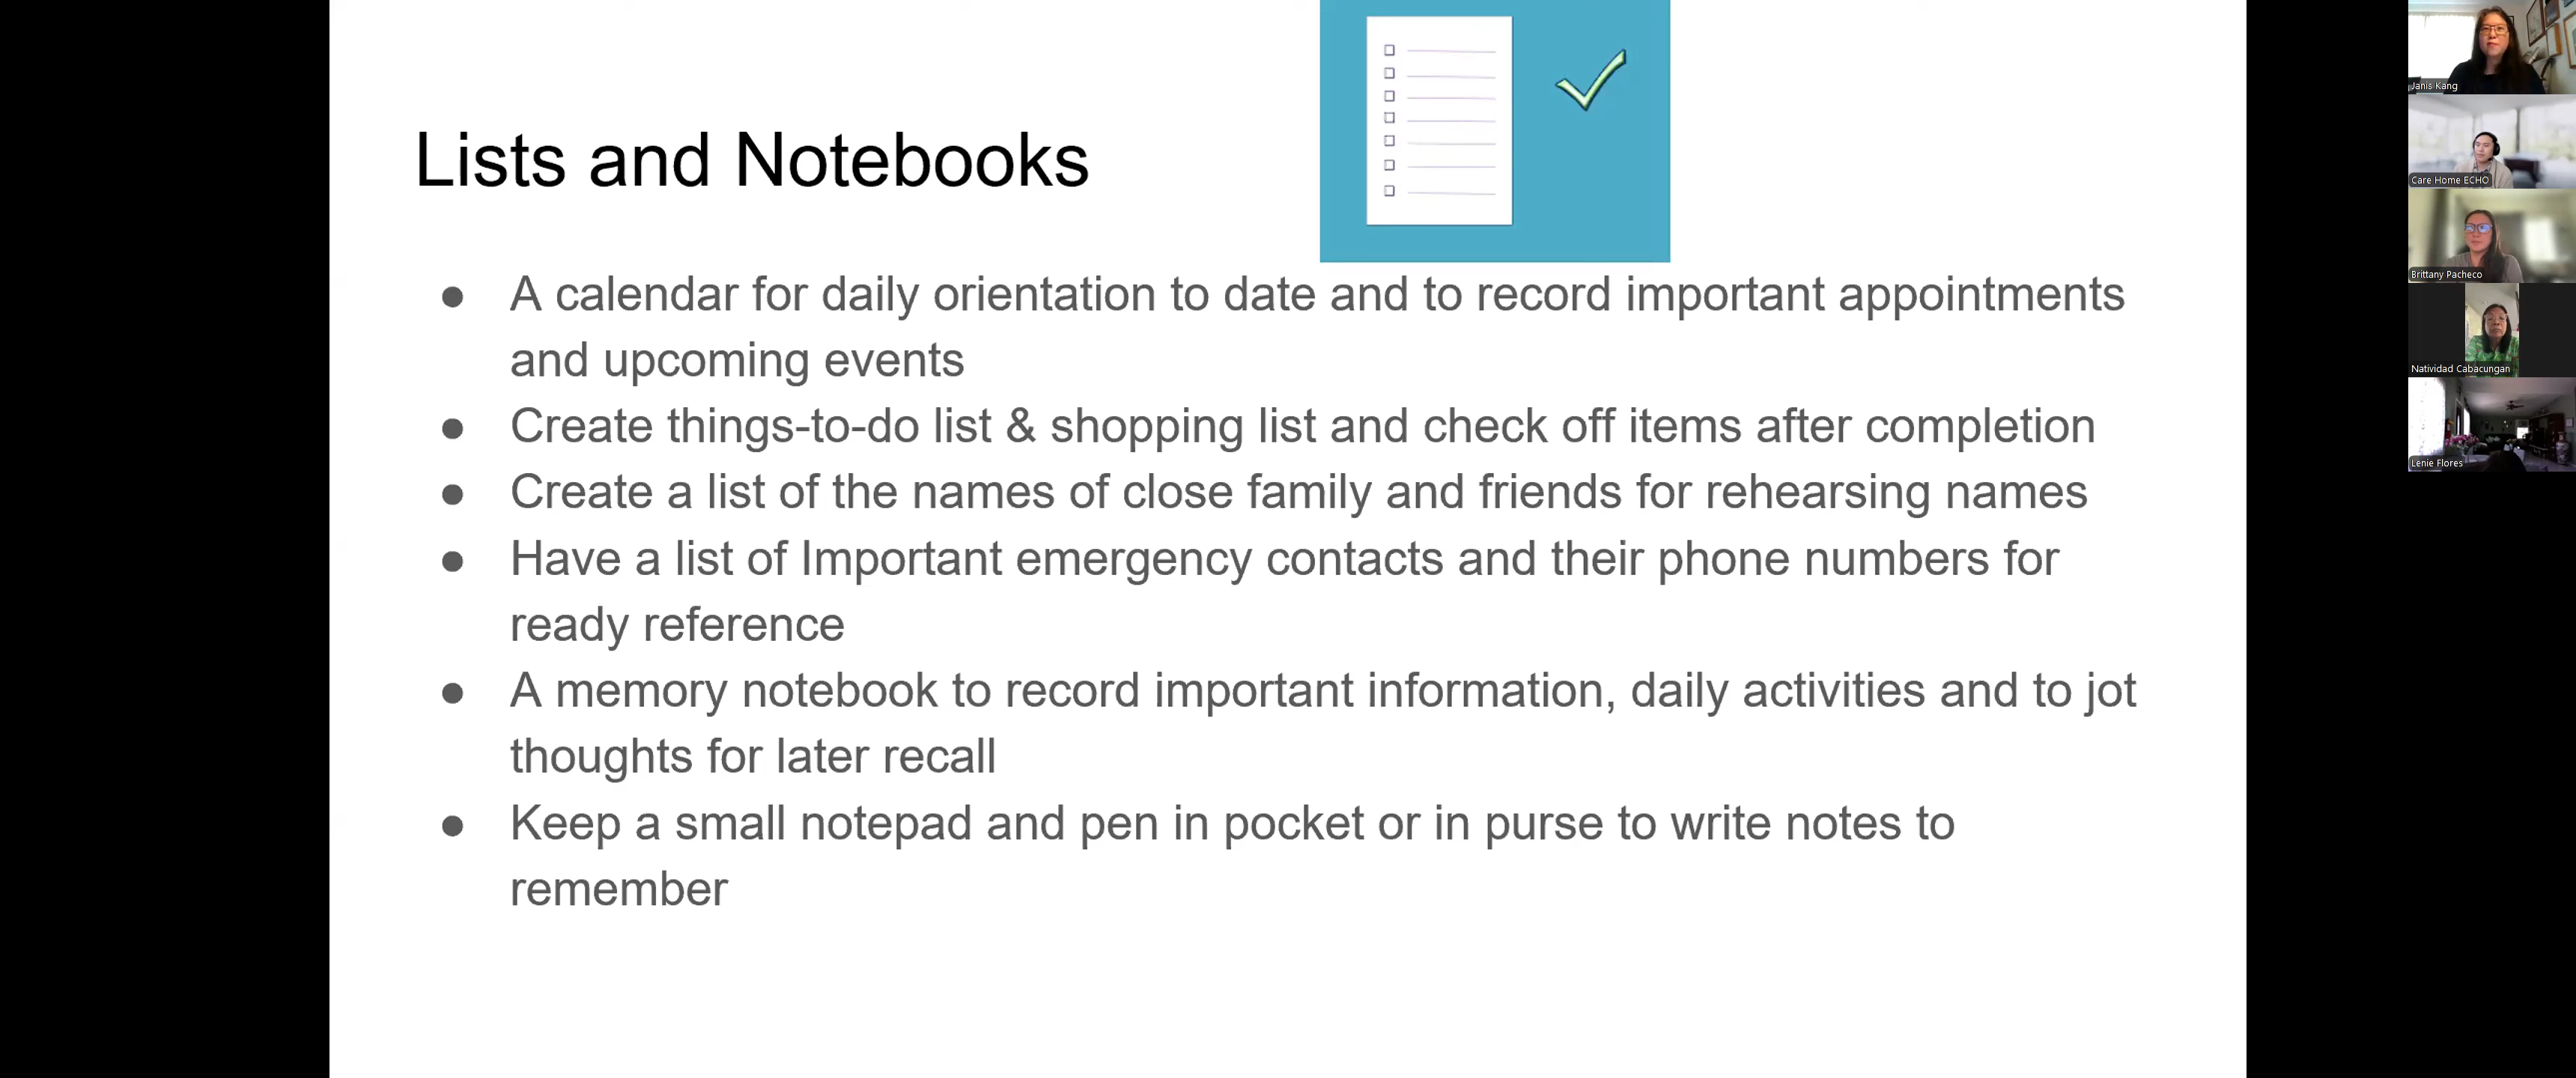 Lists and Notebooks
● A calendar for daily orientation to date and to record important appointments
and upcoming events
● Create things-to-do list & shopping list and check off items after completion
● Create a list of the names of close family and friends for rehearsing names
● Have a list of Important emergency contacts and their phone numbers for
ready reference
● A memory notebook to record important information, daily activities and to jot
thoughts for later recall
● Keep a small notepad and pen in pocket or in purse to write notes to
remember
Janis Kang
Care Home ECHO
Brittany Pacheco
Natividad Cabacungan
Lenie Flores